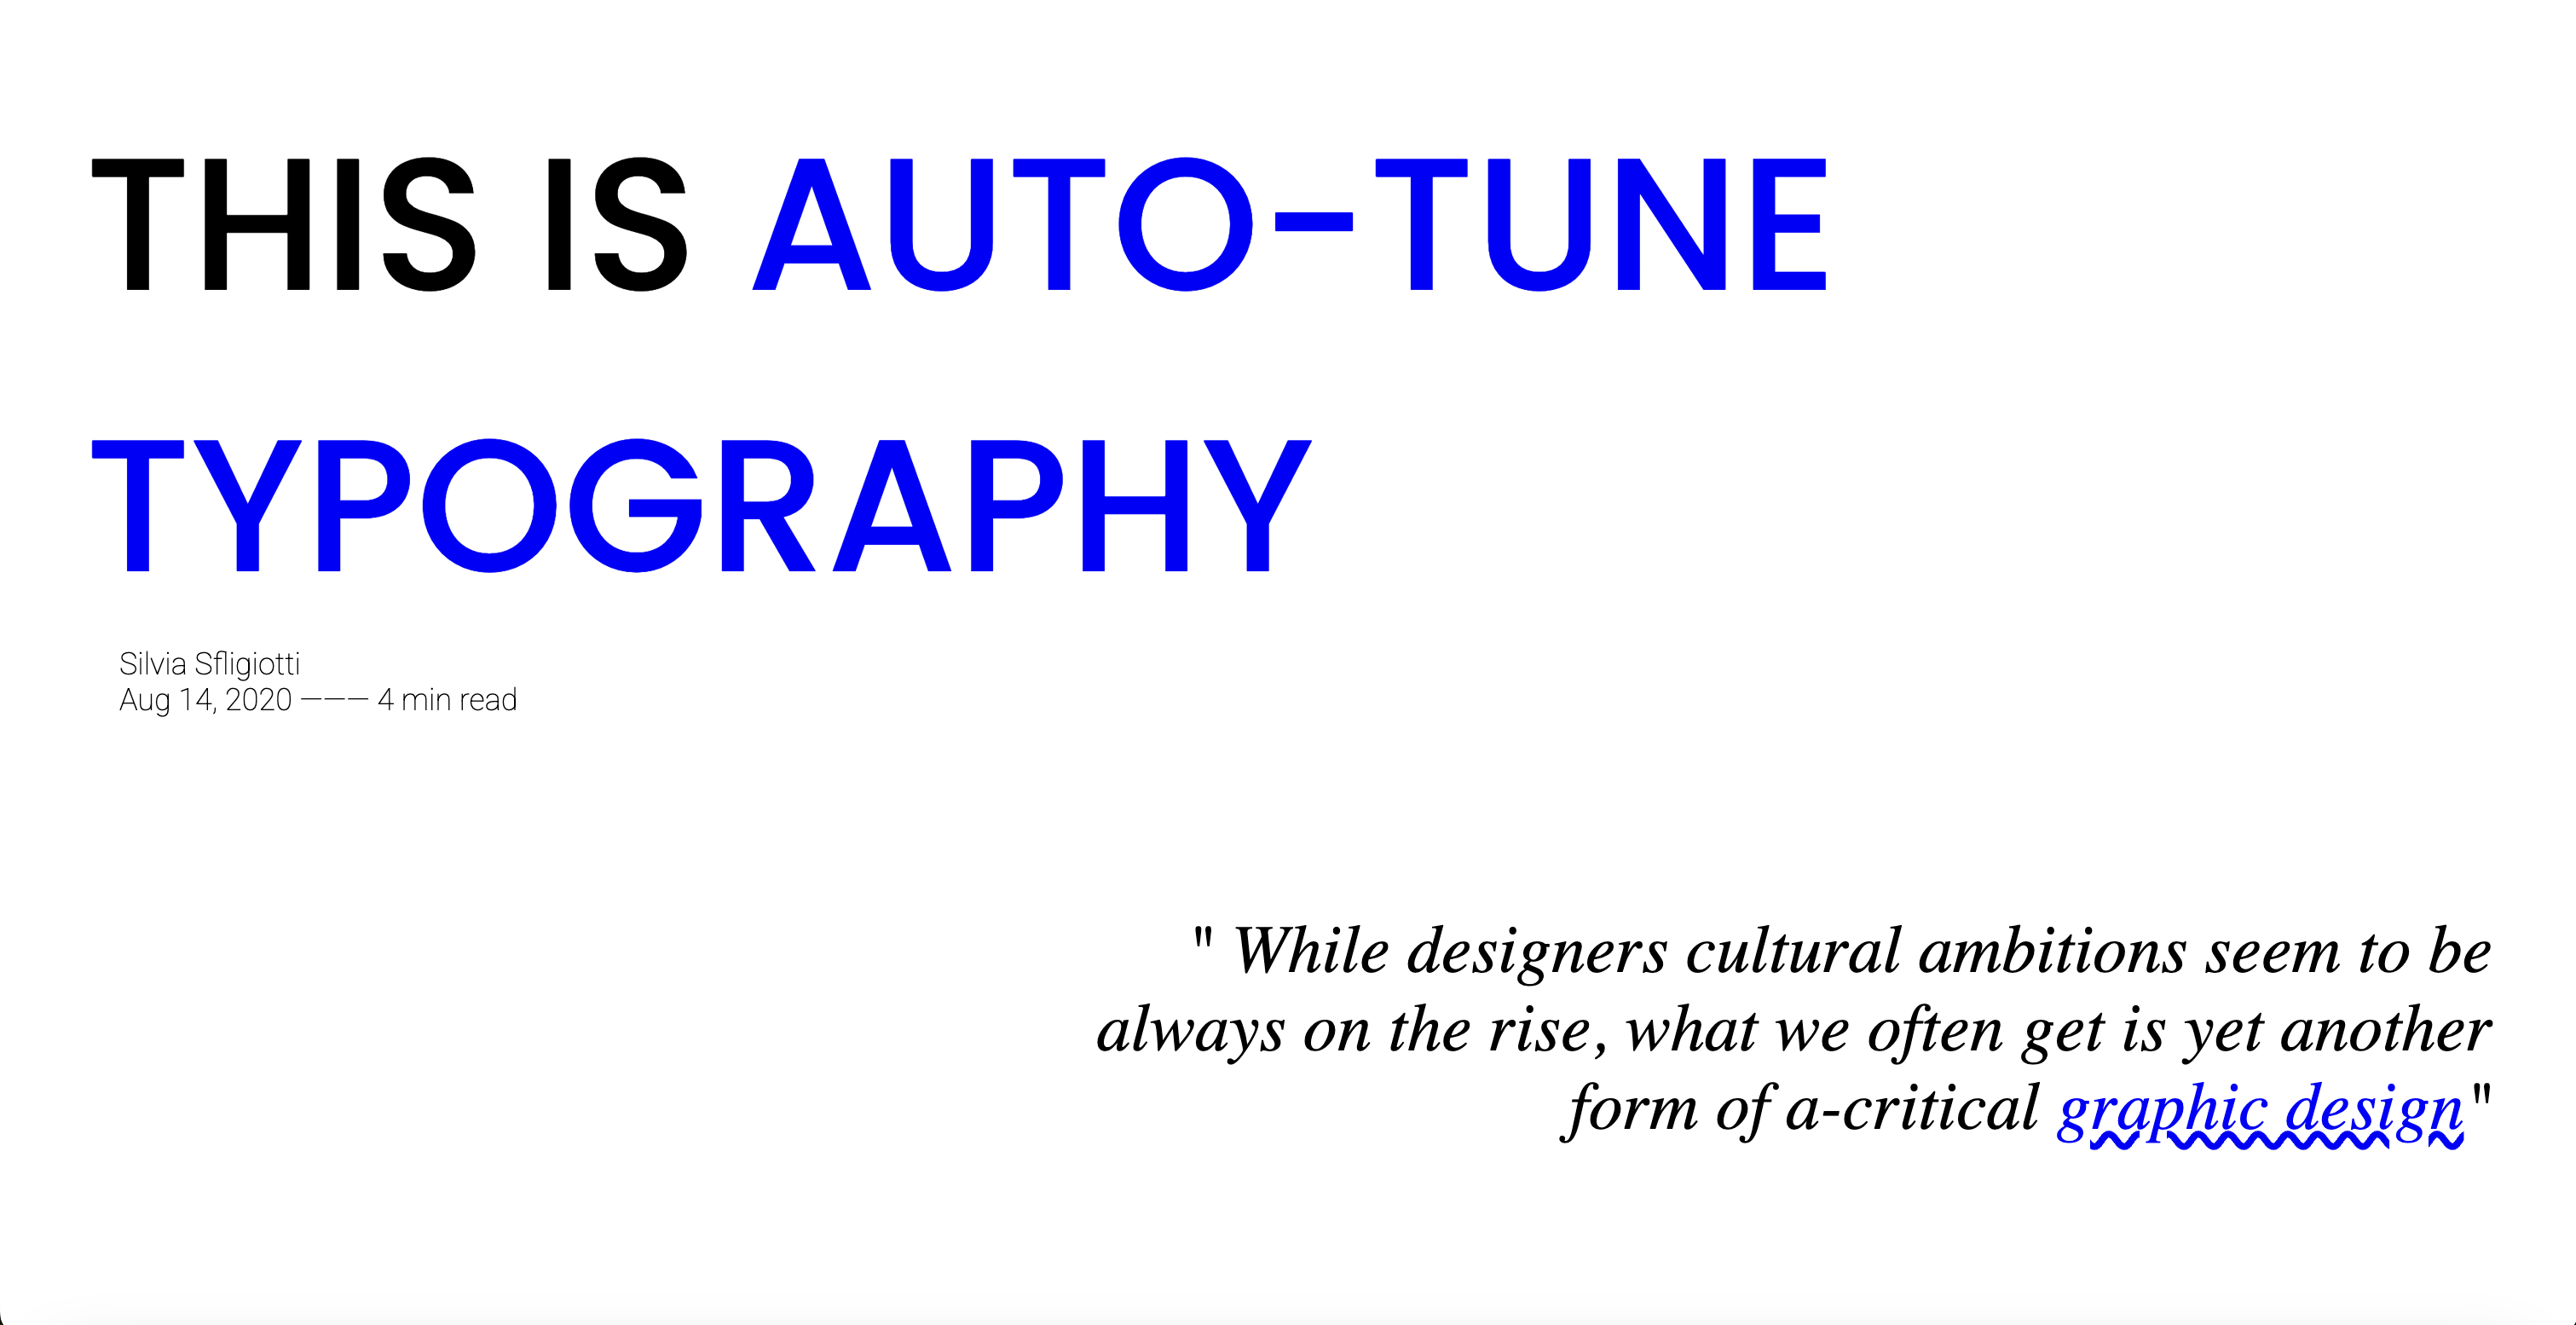 THIS IS AUTO-TUNE
TYPOGRAPHY
Silvia Sfligiotti
Aug 14, 2020 ——— 4 min read
" While designers cultural ambitions seem to be
always on the rise, what we often get is yet another
form of a-critical graphic design"